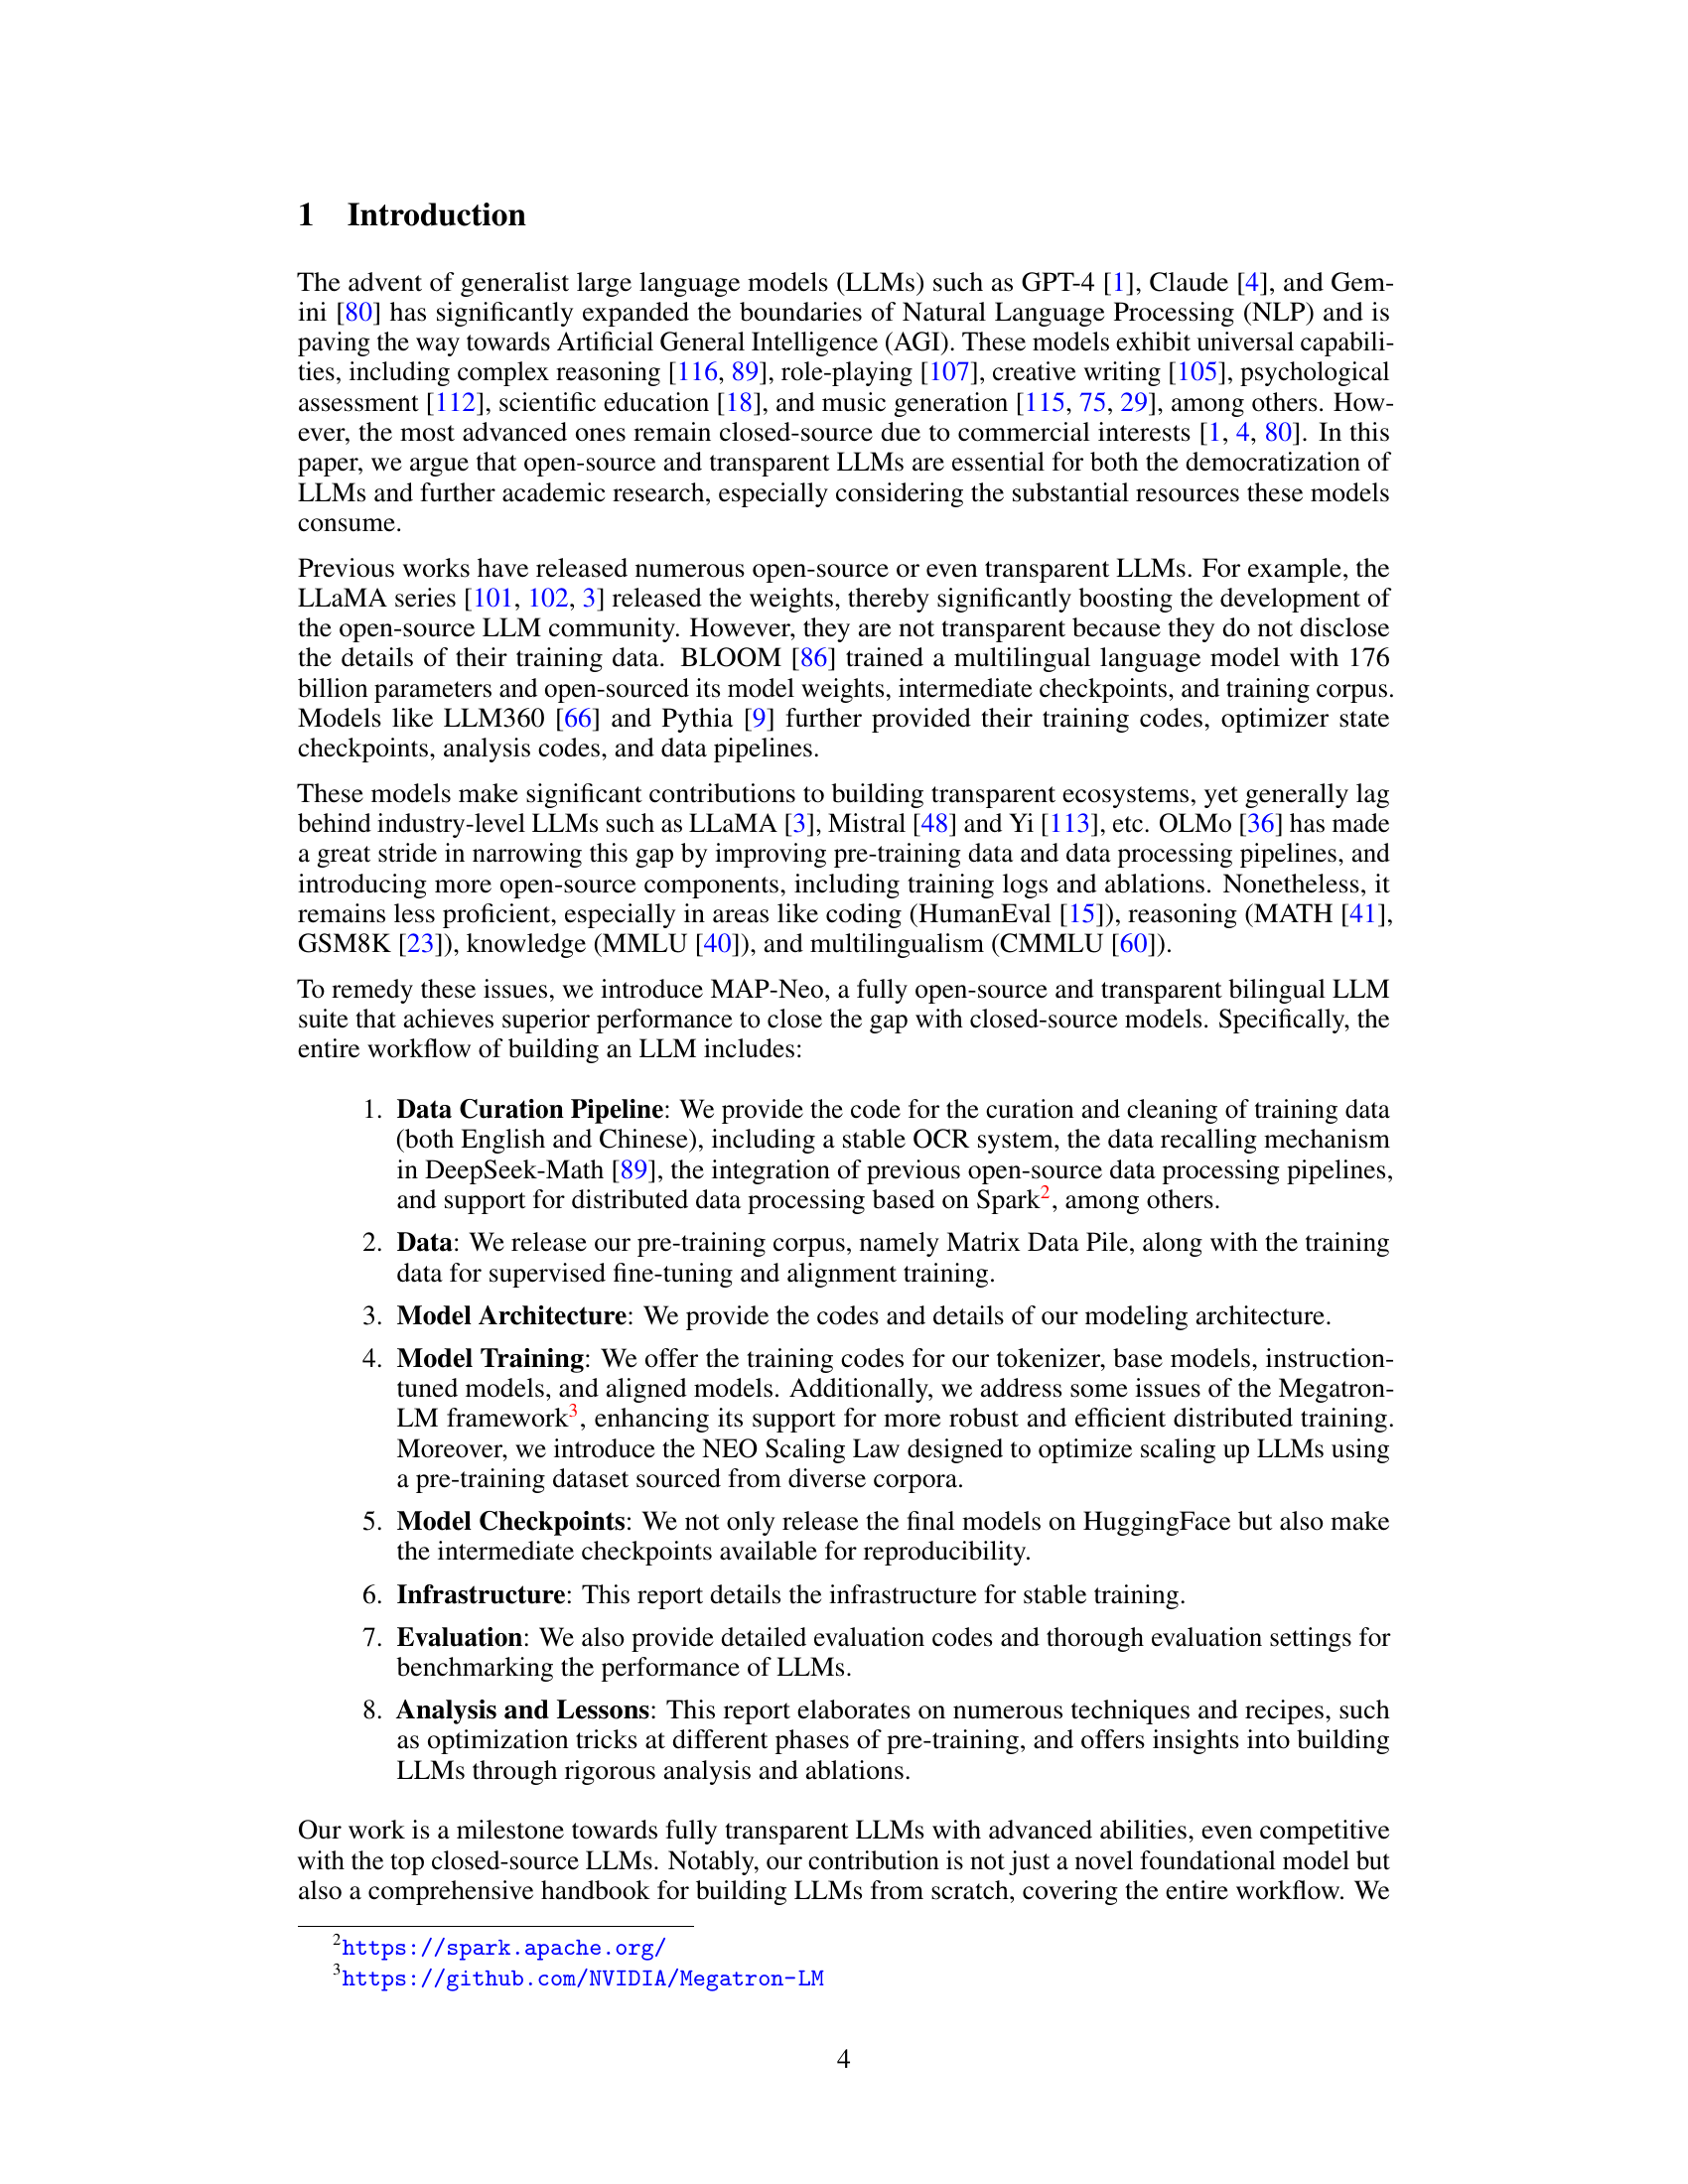 1 Introduction
The advent of generalist large language models (LLMs) such as GPT-4 [1], Claude [4], and Gem-
ini [80] has significantly expanded the boundaries of Natural Language Processing (NLP) and is
paving the way towards Artificial General Intelligence (AGI). These models exhibit universal capabili-
ties, including complex reasoning [116, 89], role-playing [107], creative writing [105], psychological
assessment [112], scientific education [18], and music generation [115, 75, 29], among others. How-
ever, the most advanced ones remain closed-source due to commercial interests [1, 4, 80]. In this
paper, we argue that open-source and transparent LLMs are essential for both the democratization of
LLMs and further academic research, especially considering the substantial resources these models
consume.
Previous works have released numerous open-source or even transparent LLMs. For example, the
LLaMA series [101, 102, 3] released the weights, thereby significantly boosting the development of
the open-source LLM community. However, they are not transparent because they do not disclose
the details of their training data. BLOOM [86] trained a multilingual language model with 176
billion parameters and open-sourced its model weights, intermediate checkpoints, and training corpus.
Models like LLM360 [66] and Pythia [9] further provided their training codes, optimizer state
checkpoints, analysis codes, and data pipelines.
These models make significant contributions to building transparent ecosystems, yet generally lag
behind industry-level LLMs such as LLaMA [3], Mistral [48] and Yi [113], etc. OLMo [36] has made
a great stride in narrowing this gap by improving pre-training data and data processing pipelines, and
introducing more open-source components, including training logs and ablations. Nonetheless, it
remains less proficient, especially in areas like coding (HumanEval [15]), reasoning (MATH [41],
GSM8K [23]), knowledge (MMLU [40]), and multilingualism (CMMLU [60]).
To remedy these issues, we introduce MAP-Neo, a fully open-source and transparent bilingual LLM
suite that achieves superior performance to close the gap with closed-source models. Specifically, the
entire workflow of building an LLM includes:
1. Data Curation Pipeline: We provide the code for the curation and cleaning of training data
(both English and Chinese), including a stable OCR system, the data recalling mechanism
in DeepSeek-Math [89], the integration of previous open-source data processing pipelines,
and support for distributed data processing based on Spark2, among others.
2. Data: We release our pre-training corpus, namely Matrix Data Pile, along with the training
data for supervised fine-tuning and alignment training.
3. Model Architecture: We provide the codes and details of our modeling architecture.
4. Model Training: We offer the training codes for our tokenizer, base models, instruction-
tuned models, and aligned models. Additionally, we address some issues of the Megatron-
LM framework3, enhancing its support for more robust and efficient distributed training.
Moreover, we introduce the NEO Scaling Law designed to optimize scaling up LLMs using
a pre-training dataset sourced from diverse corpora.
5. Model Checkpoints: We not only release the final models on HuggingFace but also make
the intermediate checkpoints available for reproducibility.
6. Infrastructure: This report details the infrastructure for stable training.
7. Evaluation: We also provide detailed evaluation codes and thorough evaluation settings for
benchmarking the performance of LLMs.
8. Analysis and Lessons: This report elaborates on numerous techniques and recipes, such
as optimization tricks at different phases of pre-training, and offers insights into building
LLMs through rigorous analysis and ablations.
Our work is a milestone towards fully transparent LLMs with advanced abilities, even competitive
with the top closed-source LLMs. Notably, our contribution is not just a novel foundational model but
also a comprehensive handbook for building LLMs from scratch, covering the entire workflow. We
2https://spark.apache.org/
3https://github.com/NVIDIA/Megatron-LM
4